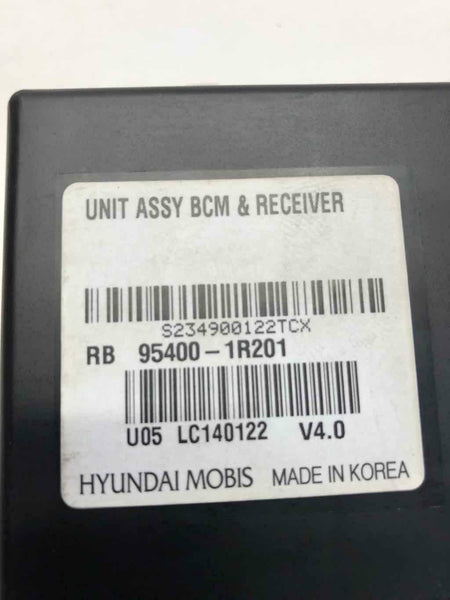 UNIT ASSY BCM & RECEIVER
S234900122TCX
RB 95400-1R201
U05 LC140122 V4.0
HYUNDAI MOBIS MADE IN KOREA